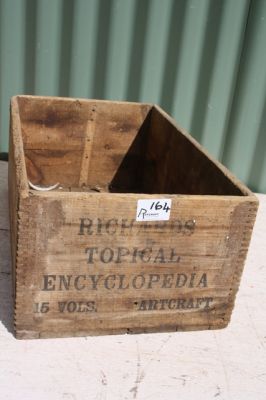 164
RICHARDS
TOPICAL
ENCYCLOPEDIA
15 VOLS. ARTCRAFT